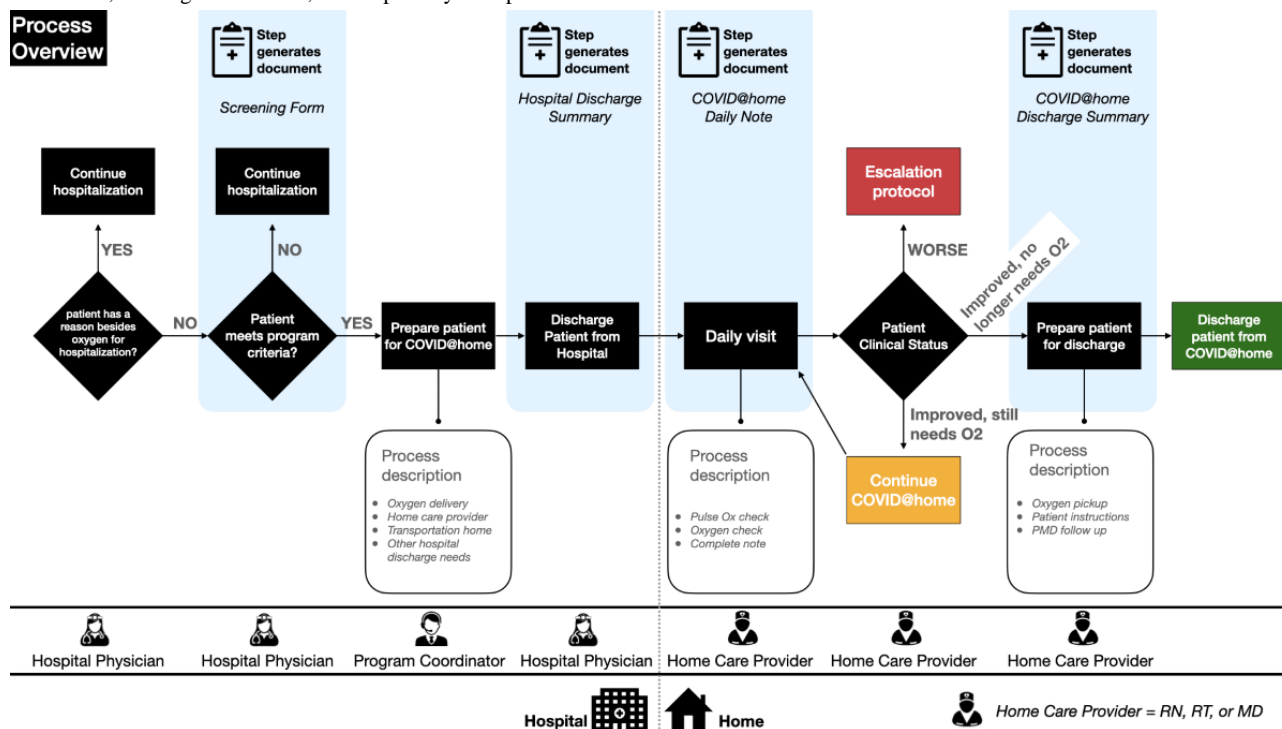 Process
Overview
Step
generates
document
Screening Form
Step
generates
document
Hospital Discharge
Summary
Step
generates
document
COVID@home
Daily Note
Step
generates
document
COVID@home
Discharge Summary
Continue
hospitalization
Continue
hospitalization
Escalation
protocol
YES
NO
WORSE
Improved, no
longer needs O2
patient has a
reason besides
oxygen for
hospitalization?
NO
Patient
meets program
criteria?
YES
Prepare patient
for COVID@home
Discharge
Patient from
Hospital
Daily visit
Patient
Clinical Status
Prepare patient
for discharge
Discharge
patient from
COVID@home
Improved, still
needs O2
Continue
COVID@home
Process
description
• Oxygen delivery
• Home care provider
• Transportation home
• Other hospital
discharge needs
Process
description
• Pulse Ox check
• Oxygen check
• Complete note
Process
description
• Oxygen pickup
• Patient instructions
• PMD follow up
Hospital Physician
Hospital Physician
Program Coordinator
Hospital Physician
Home Care Provider
Home Care Provider
Home Care Provider
Hospital
Home
Home Care Provider = RN, RT, or MD